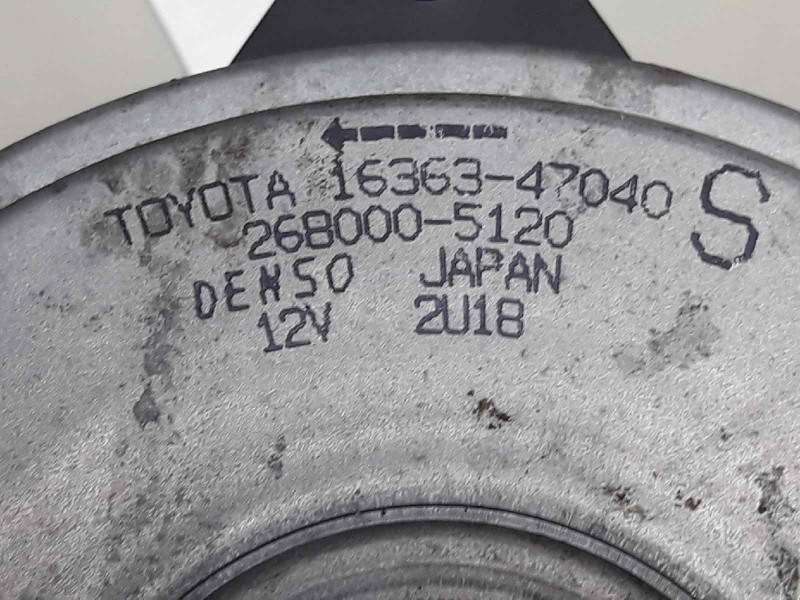 TOYOTA 16363-47040 S
268000-5120
DENSO JAPAN
12V 2U18